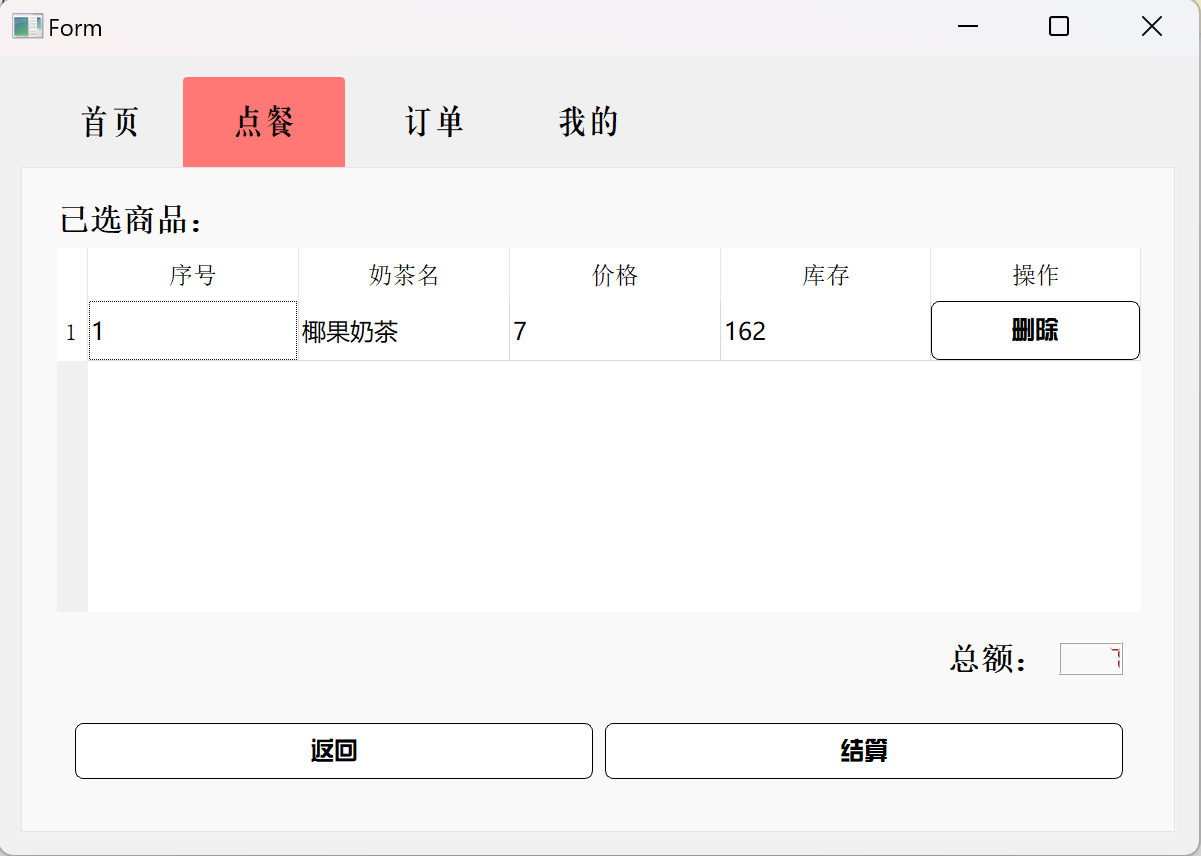 Form
首页 点餐 订单 我的
已选商品：
序号 奶茶名 价格 库存 操作
1 1 椰果奶茶 7 162 删除
总额： 7
返回 结算